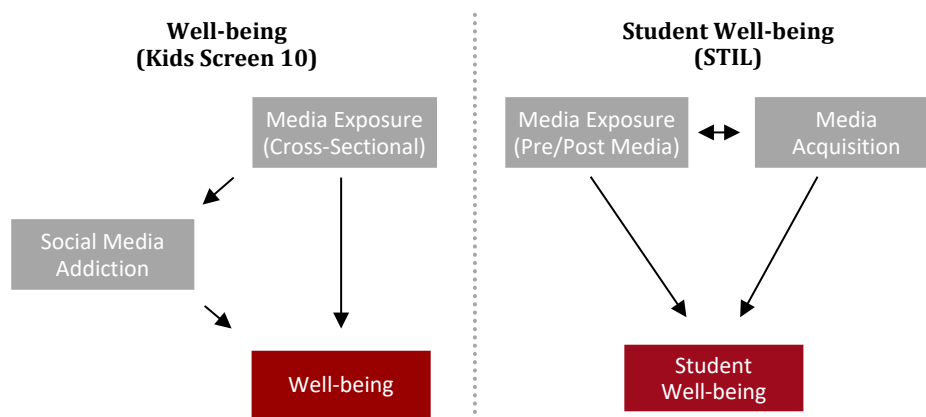 Well-being
(Kids Screen 10)
Media Exposure
(Cross-Sectional)
Social Media
Addiction
Well-being
Student Well-being
(STIL)
Media Exposure
(Pre/Post Media)
Media
Acquisition
Student
Well-being